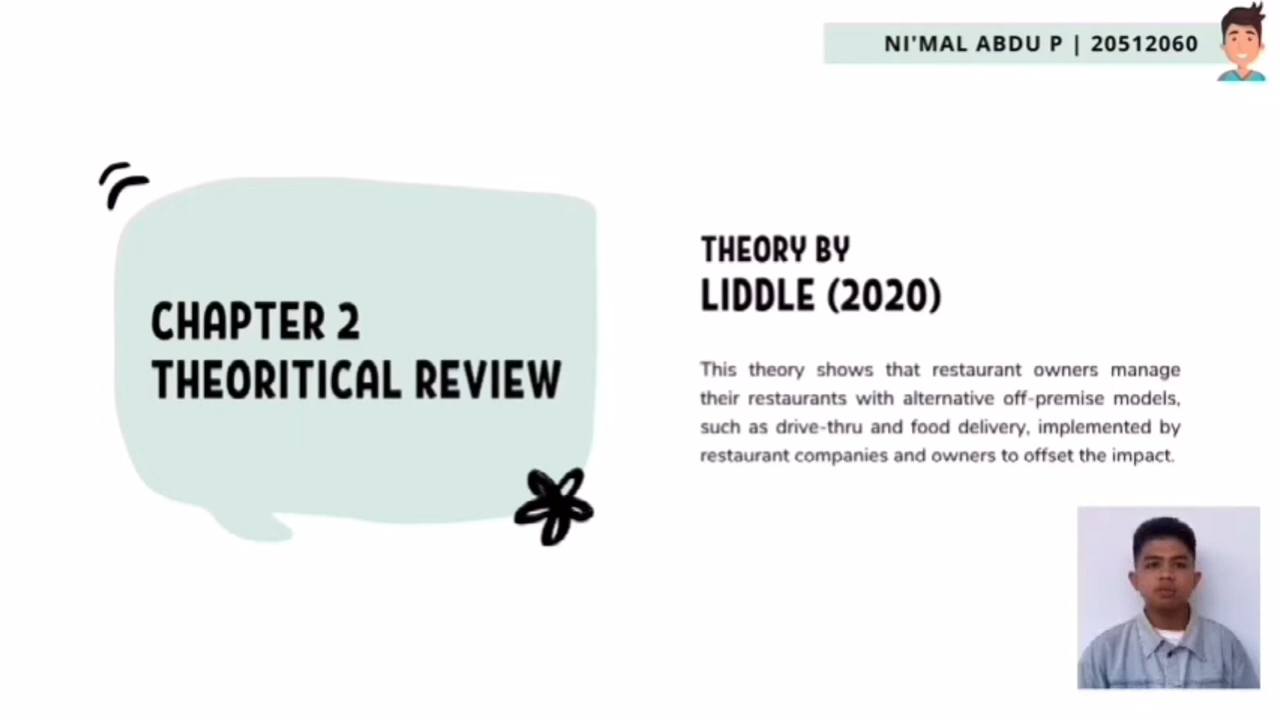 NI'MAL ABDU P | 20512060
CHAPTER 2
THEORITICAL REVIEW
THEORY BY
LIDDLE (2020)
This theory shows that restaurant owners manage
their restaurants with alternative off-premise models,
such as drive-thru and food delivery, implemented by
restaurant companies and owners to offset the impact.